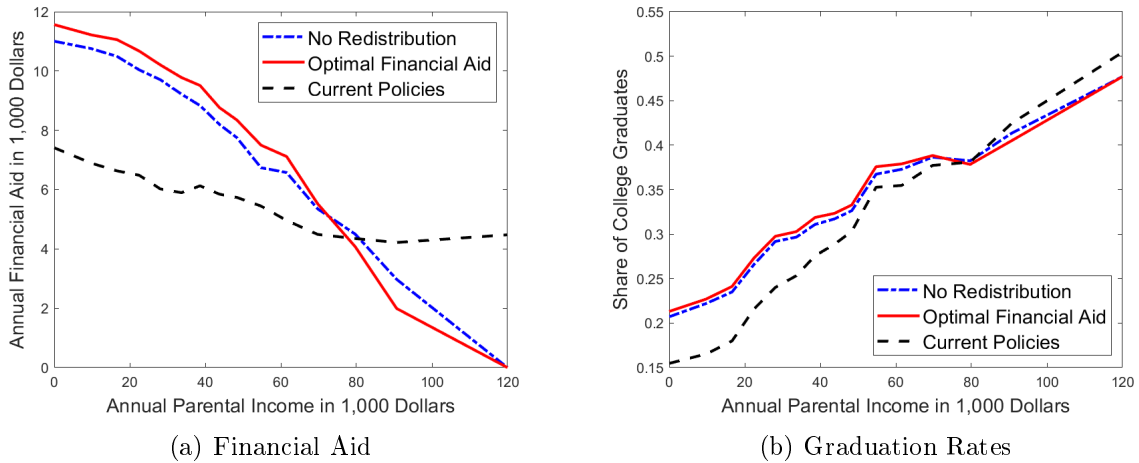 Annual Financial Aid in 1,000 Dollars
12
10
8
6
4
2
0
0 20 40 60 80 100 120
No Redistribution
Optimal Financial Aid
Current Policies
Annual Parental Income in 1,000 Dollars
(a) Financial Aid
Share of College Graduates
0.55
0.5
0.45
0.4
0.35
0.3
0.25
0.2
0.15
0 20 40 60 80 100 120
No Redistribution
Optimal Financial Aid
Current Policies
Annual Parental Income in 1,000 Dollars
(b) Graduation Rates